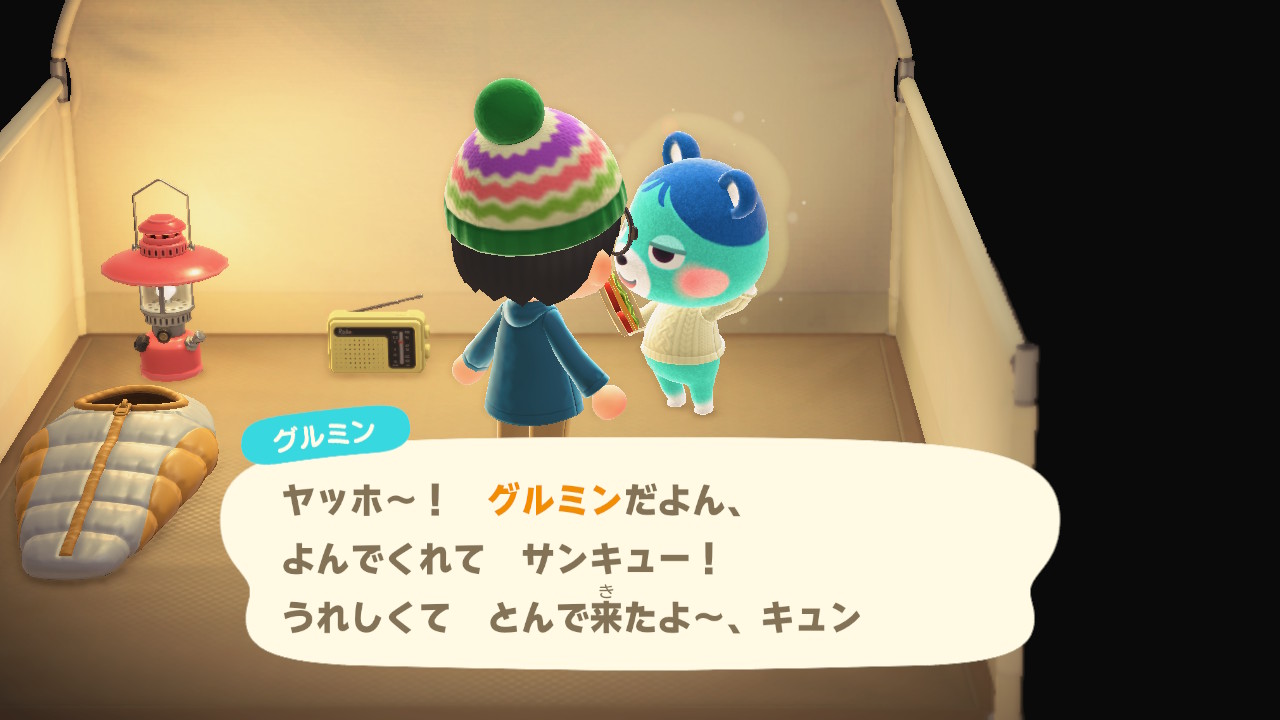 グルミン
ヤッホ〜！　グルミンだよん、
よんでくれて　サンキュー！
き
うれしくて　とんで来たよ〜、キュン